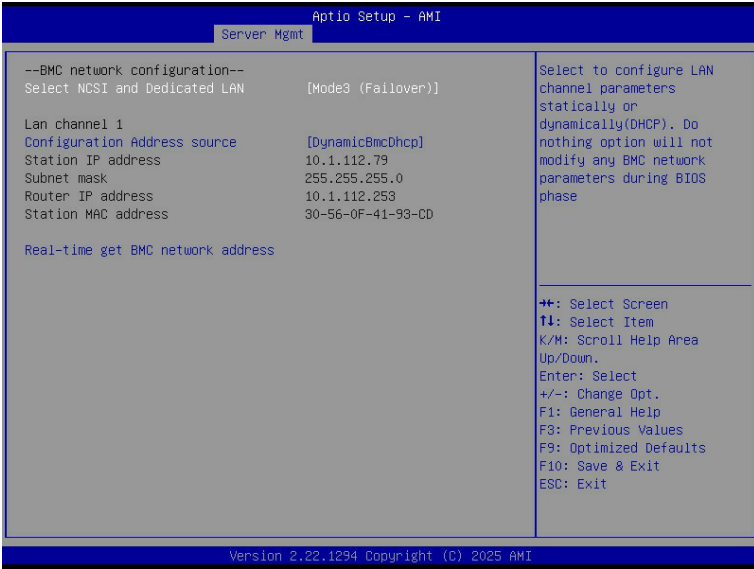 Aptio Setup - AMI
Server Mgmt
--BMC network configuration--
Select NCSI and Dedicated LAN [Mode3 (Failover)]
Lan channel 1
Configuration Address source [DynamicBmcDhcp]
Station IP address 10.1.112.79
Subnet mask 255.255.255.0
Router IP address 10.1.112.253
Station MAC address 30-56-0F-41-93-CD
Real-time get BMC network address
Select to configure LAN
channel parameters
statically or
dynamically(DHCP). Do
nothing option will not
modify any BMC network
parameters during BIOS
phase
→←: Select Screen
↑↓: Select Item
K/M: Scroll Help Area
Up/Down.
Enter: Select
+/-: Change Opt.
F1: General Help
F3: Previous Values
F9: Optimized Defaults
F10: Save & Exit
ESC: Exit
Version 2.22.1294 Copyright (C) 2025 AMI